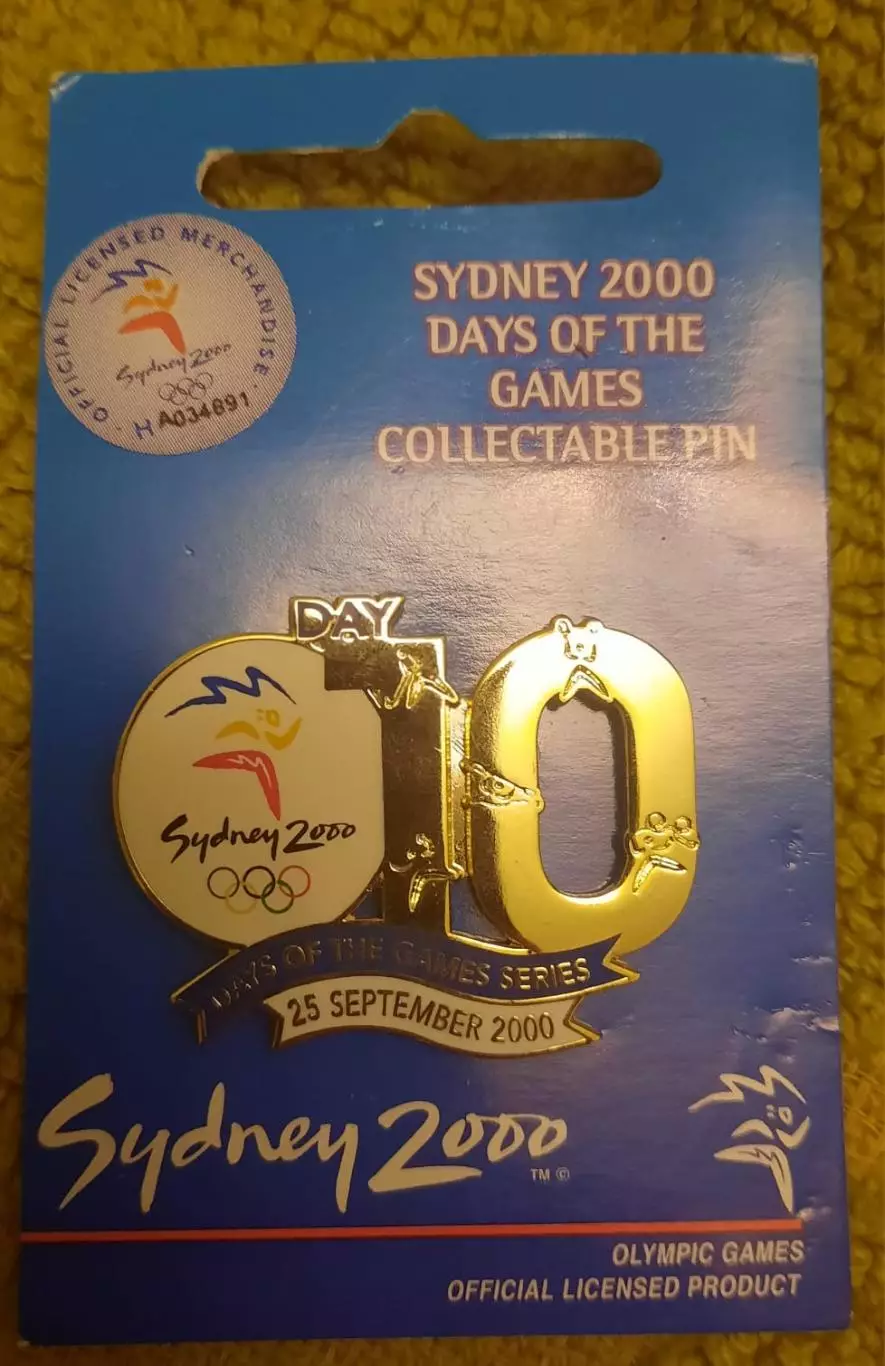 OFFICIAL LICENSED MERCHANDISE
Sydney 2000
HA034891
SYDNEY 2000
DAYS OF THE
GAMES
COLLECTABLE PIN
DAY
10
Sydney 2000
DAYS OF THE GAMES SERIES
25 SEPTEMBER 2000
Sydney 2000
TM ©
OLYMPIC GAMES
OFFICIAL LICENSED PRODUCT